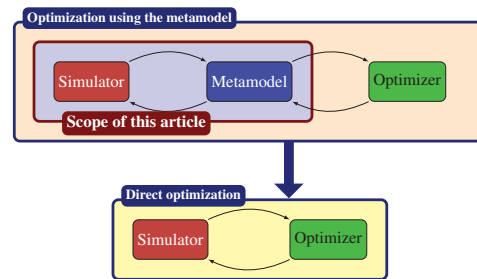 Optimization using the metamodel
Simulator
Metamodel
Optimizer
Scope of this article
Direct optimization
Simulator
Optimizer